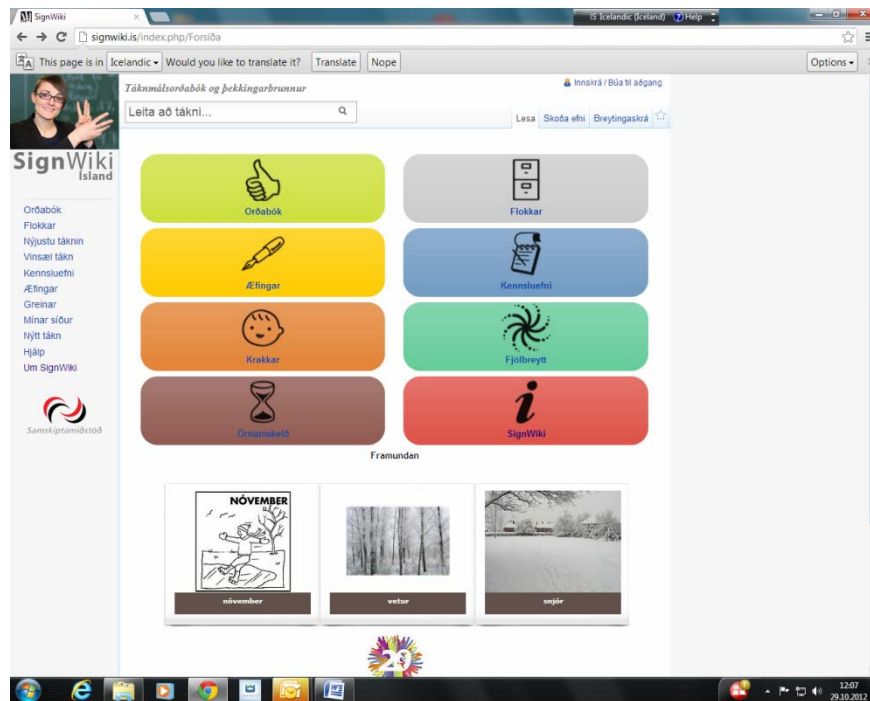 SignWiki
IS Icelandic (Iceland) Help
signwiki.is/index.php/Forsíða
This page is in Icelandic Would you like to translate it? Translate Nope Options
Táknmálsorðabók og þekkingarbrunnur
Innskrá / Búa til aðgang
Leita að tákni...
Lesa Skoða efni Breytingaskrá
SignWiki
Ísland
Orðabók
Flokkar
Nýjustu táknin
Vinsæl tákn
Kennsluefni
Æfingar
Greinar
Mínar síður
Nýtt tákn
Hjálp
Um SignWiki
Samskiptamiðstöð
Orðabók
Flokkar
Æfingar
Kennsluefni
Krakkar
Fjölbreytt
Örnámskeið
SignWiki
Framundan
NÓVEMBER
nóvember
vetur
snjór
20
12:07
29.10.2012